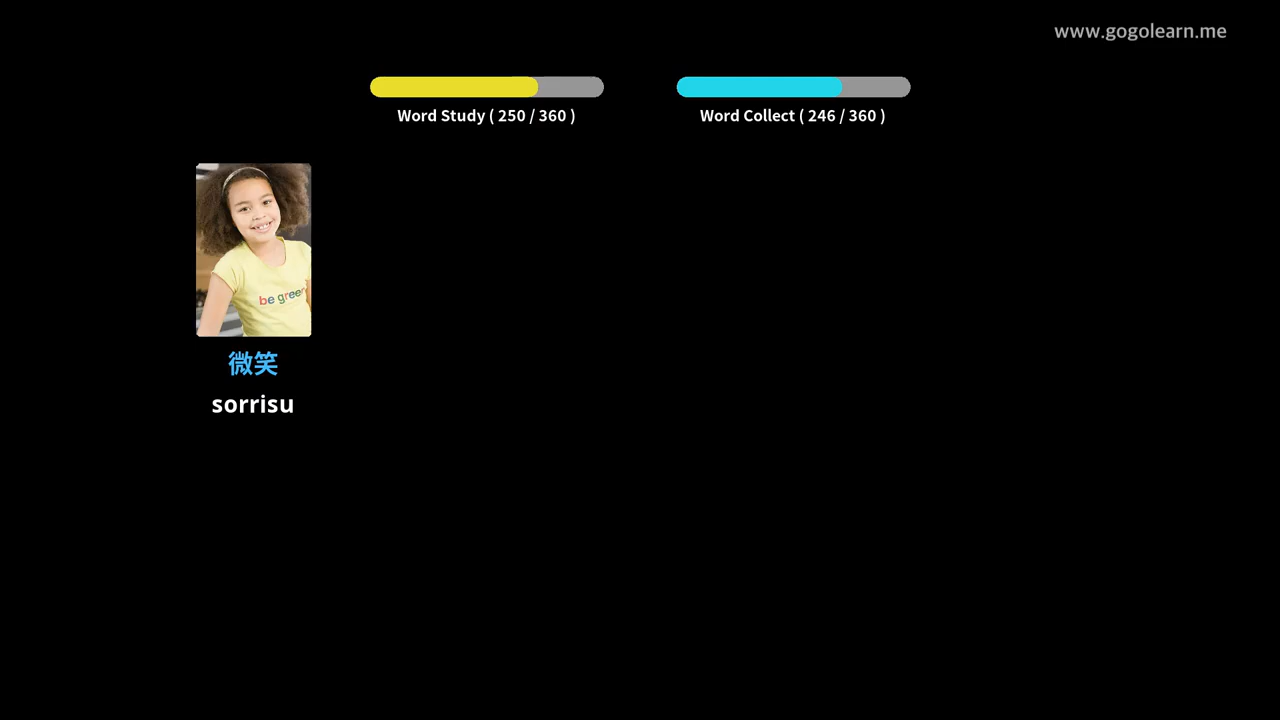 www.gogolearn.me
Word Study ( 250 / 360 )
Word Collect ( 246 / 360 )
be green
微笑
sorrisu